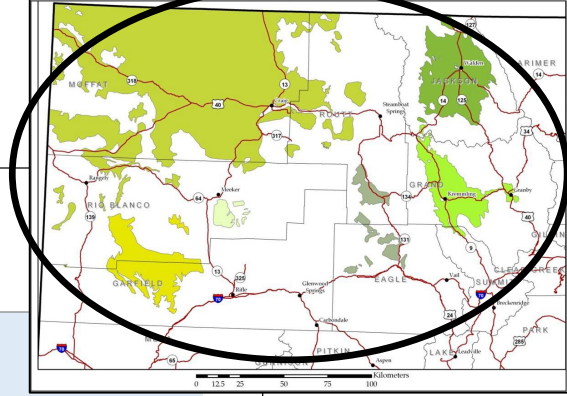 127
Walden
JACKSON
LARIMER
14
MOFFAT
318
13
14
125
40
Craig
Steamboat
Springs
ROUTT
34
317
Rangely
Meeker
64
GRAND
134
Kremmling
Granby
RIO BLANCO
139
40
131
9
13
325
Vail
SUMMIT
GARFIELD
EAGLE
Rifle
Glenwood
Springs
70
70
Breckenridge
24
Carbondale
PARK
285
70
65
PITKIN
LAKE
Leadville
Aspen
GUNNISON
Kilometers
0 12.5 25 50 75 100